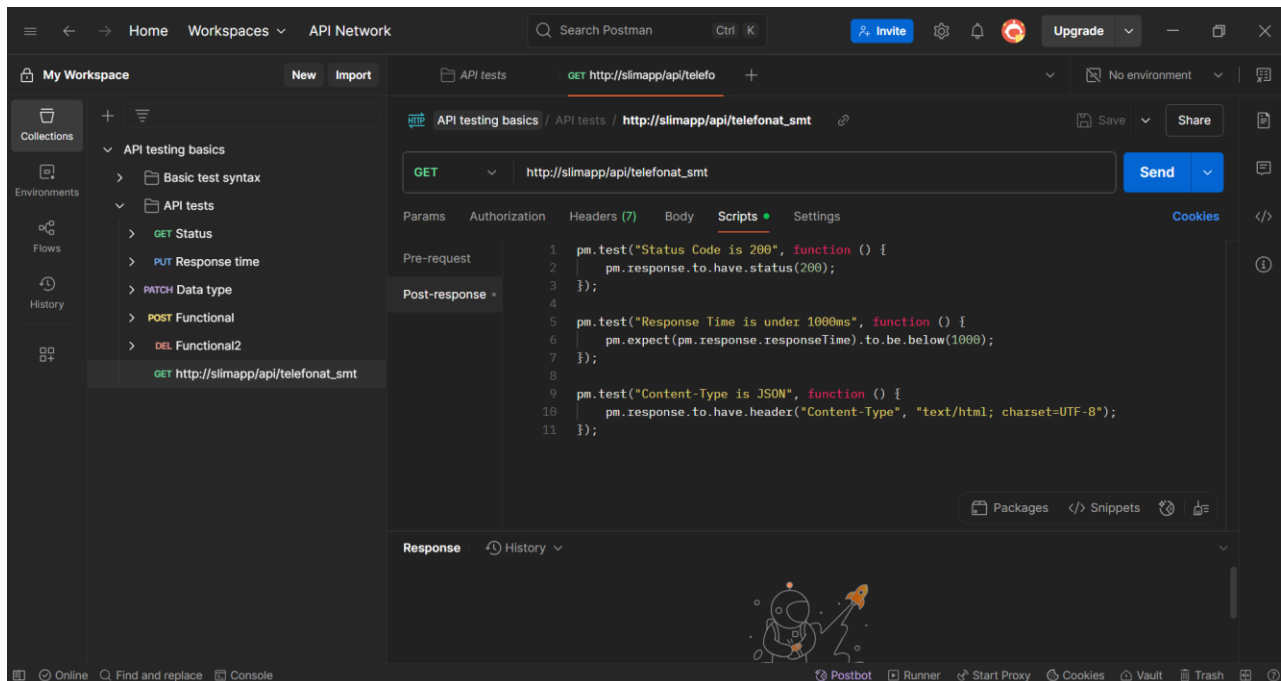 Home Workspaces API Network Search Postman Ctrl K Invite Upgrade
My Workspace New Import API tests GET http://slimapp/api/telefo No environment
Collections
Environments
Flows
History
API testing basics
Basic test syntax
API tests
GET Status
PUT Response time
PATCH Data type
POST Functional
DEL Functional2
GET http://slimapp/api/telefonat_smt
HTTP API testing basics / API tests / http://slimapp/api/telefonat_smt Save Share
GET http://slimapp/api/telefonat_smt Send
Params Authorization Headers (7) Body Scripts Settings Cookies
Pre-request
Post-response
1 pm.test("Status Code is 200", function () {
2 pm.response.to.have.status(200);
3 });
4
5 pm.test("Response Time is under 1000ms", function () {
6 pm.expect(pm.response.responseTime).to.be.below(1000);
7 });
8
9 pm.test("Content-Type is JSON", function () {
10 pm.response.to.have.header("Content-Type", "text/html; charset=UTF-8");
11 });
Packages </> Snippets
Response History
Online Find and replace Console Postbot Runner Start Proxy Cookies Vault Trash